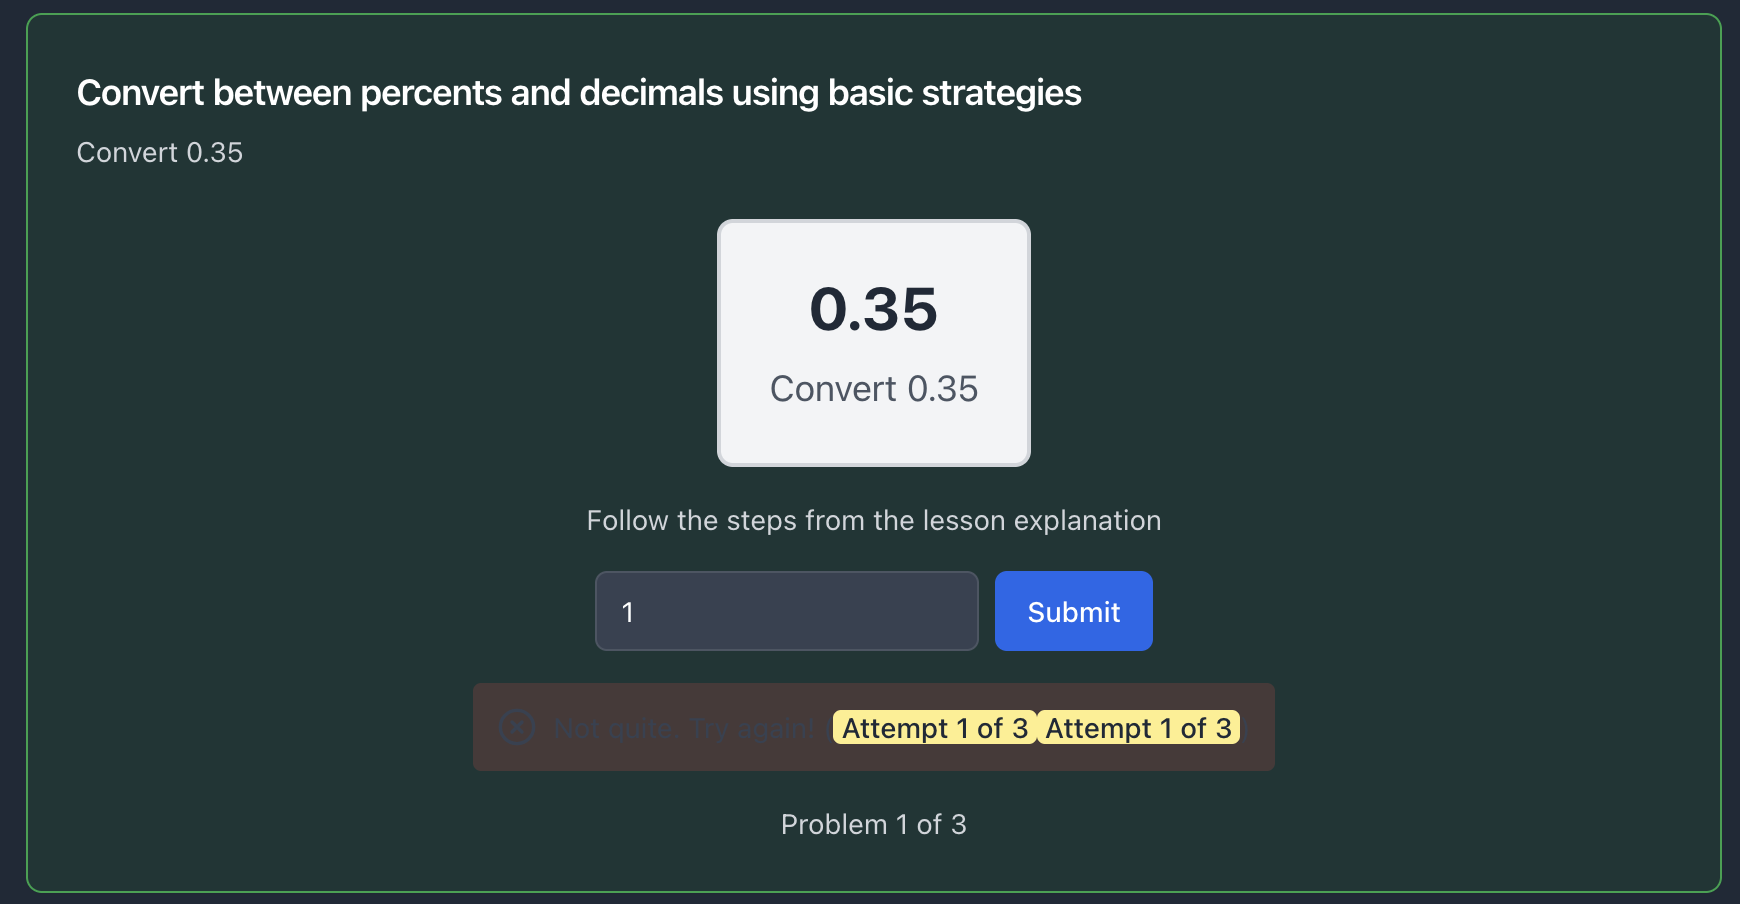 Convert between percents and decimals using basic strategies
Convert 0.35
0.35
Convert 0.35
Follow the steps from the lesson explanation
1
Submit
Not quite. Try again! Attempt 1 of 3 Attempt 1 of 3
Problem 1 of 3